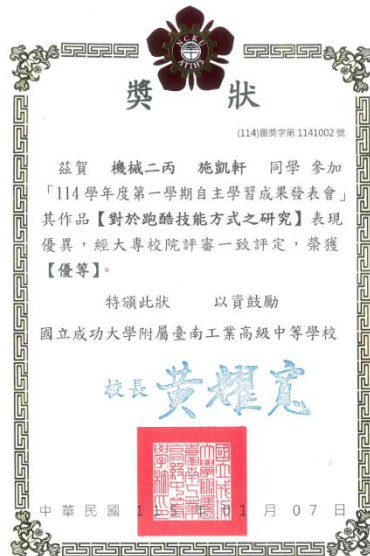 N.C.K.U.
ATIHS
獎狀
(114)圖獎字第 1141002 號
茲賀 機械二丙 施凱軒 同學 參加
「114 學年度第一學期自主學習成果發表會」
其作品【對於跑酷技能方式之研究】表現
優異，經大專校院評審一致評定，榮獲
【優等】。
特頒此狀 以資鼓勵
國立成功大學附屬臺南工業高級中等學校
校長 黃耀寬
中華民國 115 年 01 月 07 日